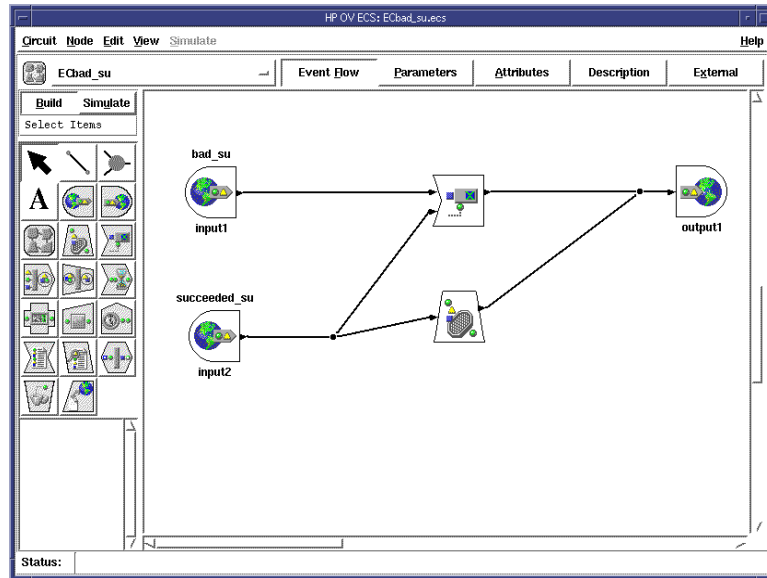 HP OV ECS: ECbad_su.ecs
Circuit Node Edit View Simulate Help
ECbad_su Event Flow Parameters Attributes Description External
Build Simulate
Select Items
A
bad_su
input1
output1
succeeded_su
input2
Status: